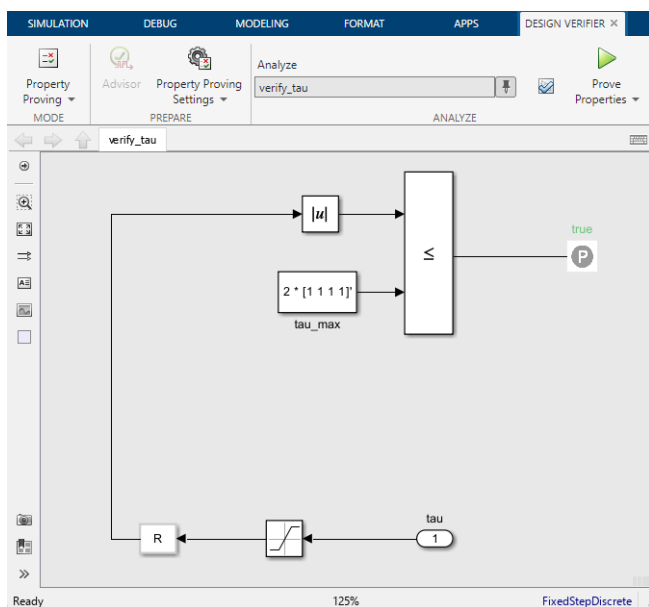 SIMULATION DEBUG MODELING FORMAT APPS DESIGN VERIFIER ×
Property Proving
Advisor
Property Proving Settings
Analyze
verify_tau
Prove Properties
MODE PREPARE ANALYZE
verify_tau
|u|
≤
true
P
2 * [1 1 1 1]'
tau_max
tau
R
1
Ready 125% FixedStepDiscrete